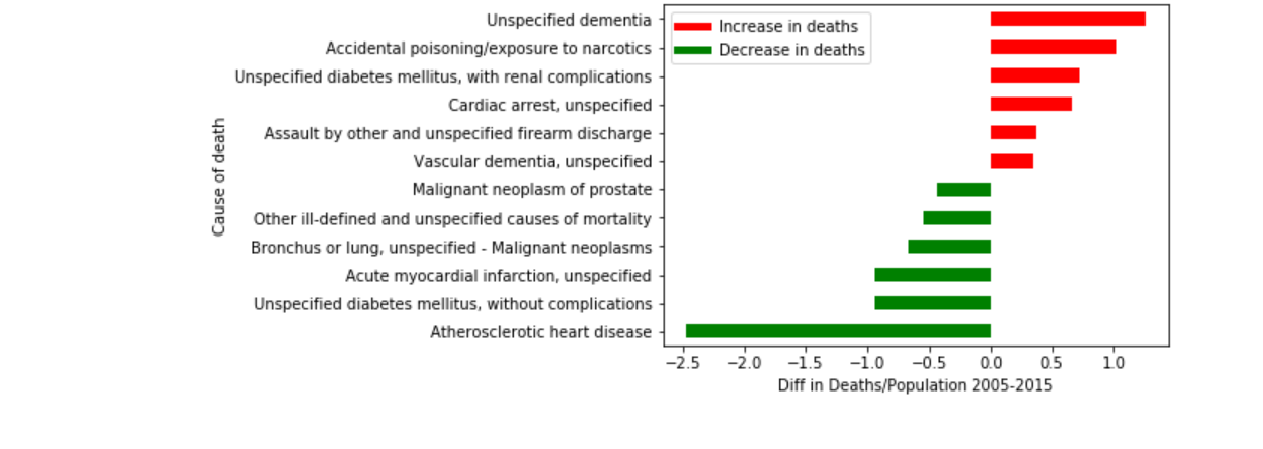 Unspecified dementia
Accidental poisoning/exposure to narcotics
Unspecified diabetes mellitus, with renal complications
Cardiac arrest, unspecified
Assault by other and unspecified firearm discharge
Vascular dementia, unspecified
Malignant neoplasm of prostate
Other ill-defined and unspecified causes of mortality
Bronchus or lung, unspecified - Malignant neoplasms
Acute myocardial infarction, unspecified
Unspecified diabetes mellitus, without complications
Atherosclerotic heart disease
Cause of death
Increase in deaths
Decrease in deaths
−2.5 −2.0 −1.5 −1.0 −0.5 0.0 0.5 1.0
Diff in Deaths/Population 2005-2015